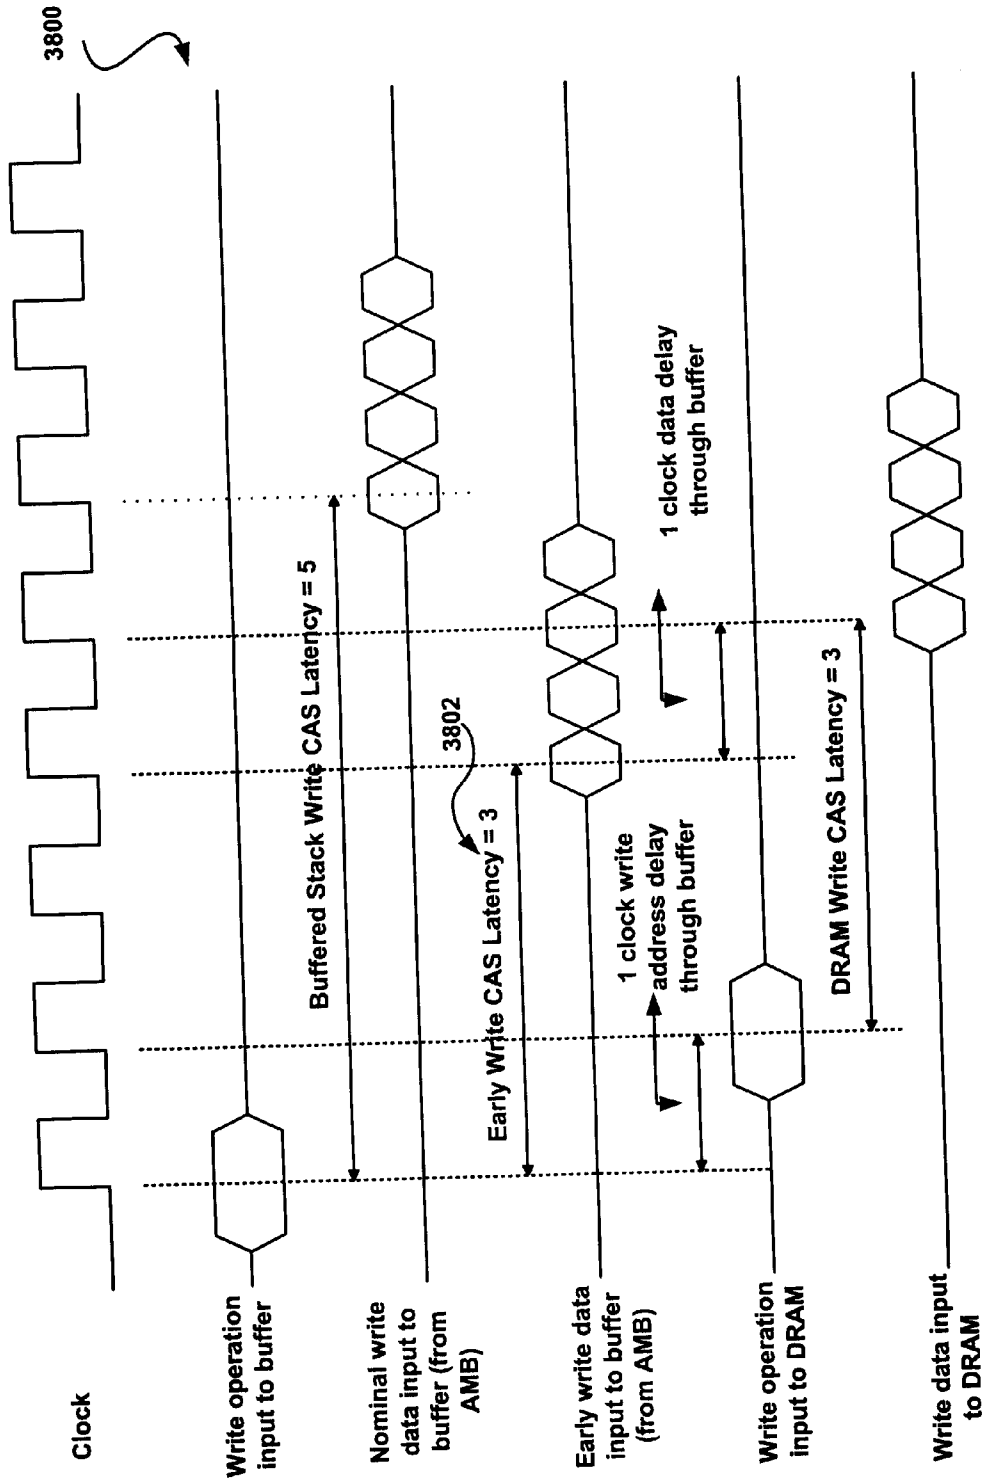 3800
Clock
Write operation
input to buffer
Buffered Stack Write CAS Latency = 5
Nominal write
data input to
buffer (from
AMB)
3802
Early Write CAS Latency = 3
Early write data
input to buffer
(from AMB)
1 clock write
address delay
through buffer
1 clock data delay
through buffer
Write operation
input to DRAM
DRAM Write CAS Latency = 3
Write data input
to DRAM